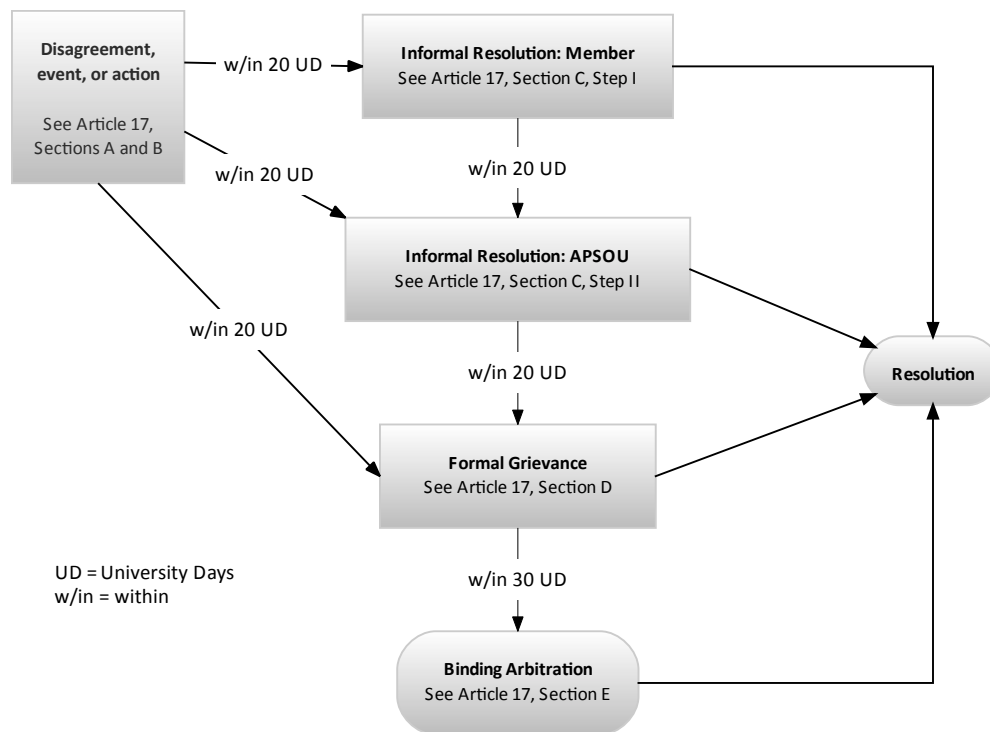 Disagreement,
event, or action
See Article 17,
Sections A and B
w/in 20 UD
Informal Resolution: Member
See Article 17, Section C, Step I
w/in 20 UD
w/in 20 UD
Informal Resolution: APSOU
See Article 17, Section C, Step II
w/in 20 UD
w/in 20 UD
Resolution
Formal Grievance
See Article 17, Section D
UD = University Days
w/in = within
w/in 30 UD
Binding Arbitration
See Article 17, Section E